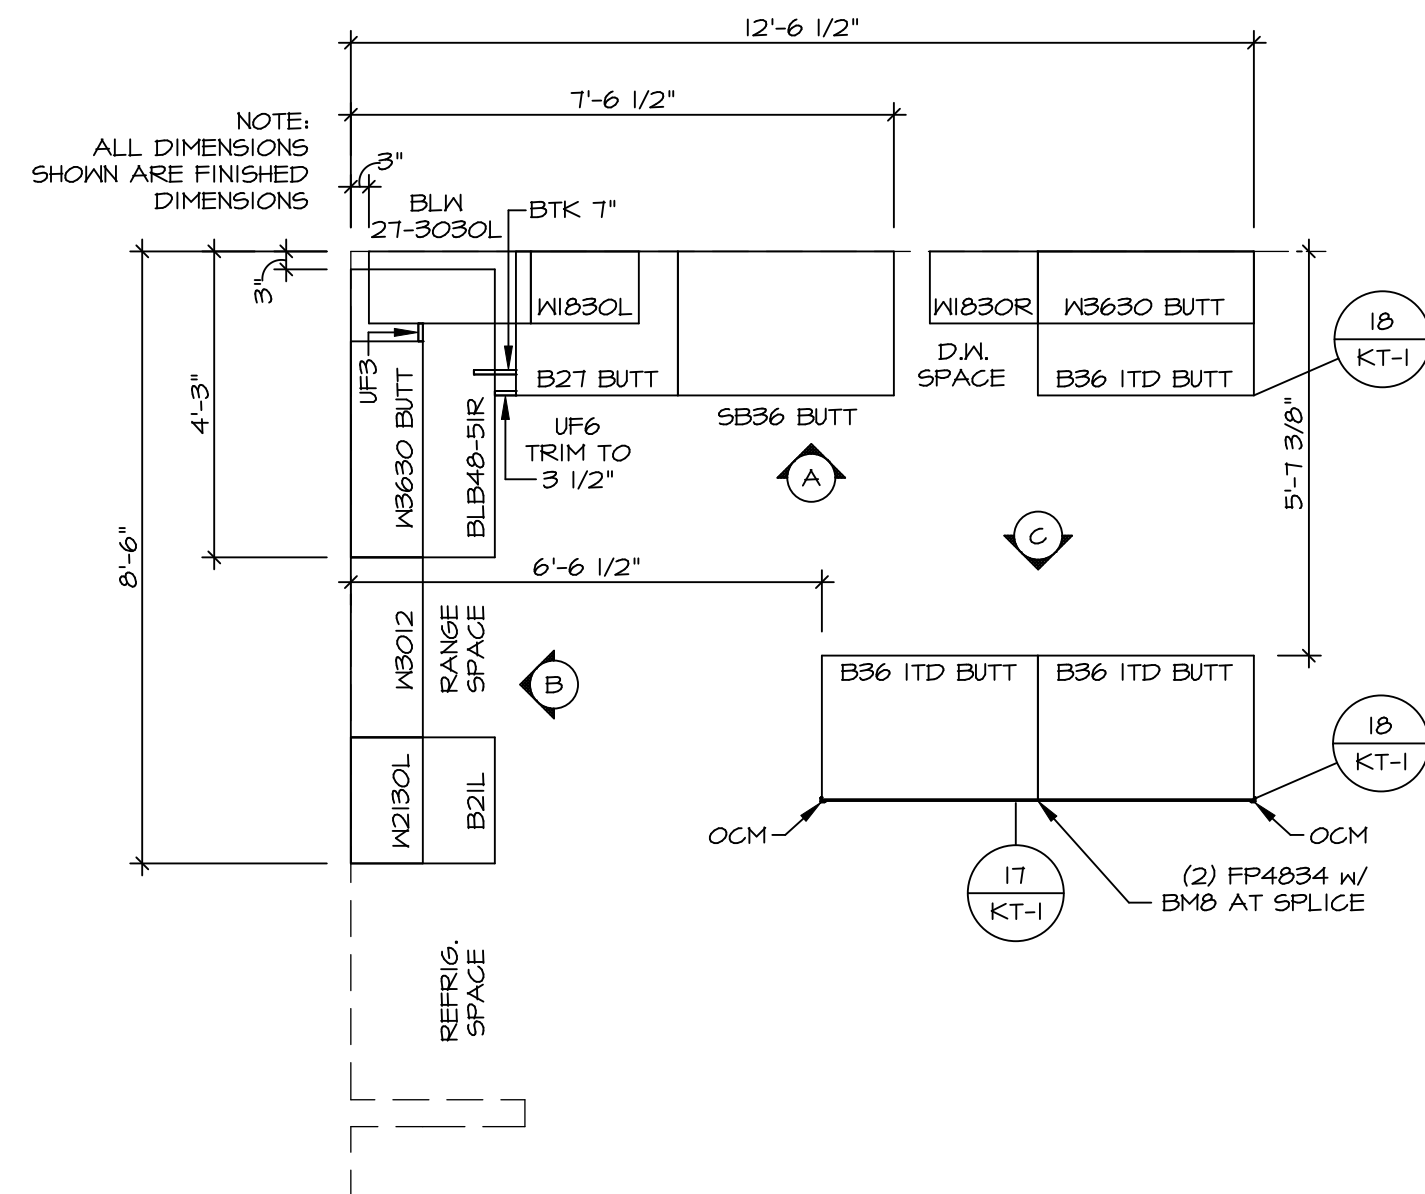 12'-6 1/2"
7'-6 1/2"
NOTE:
ALL DIMENSIONS
SHOWN ARE FINISHED
DIMENSIONS
3"
BLW
27-3030L
BTK 7"
3"
W1830L
W1830R
W3630 BUTT
18
KT-1
UF3
D.W.
SPACE
B27 BUTT
B36 1TD BUTT
4'-3"
W3630 BUTT
BLB48-51R
UF6
TRIM TO
3 1/2"
SB36 BUTT
A
5'-7 3/8"
8'-6"
C
6'-6 1/2"
W3012
RANGE
SPACE
B
B36 1TD BUTT
B36 1TD BUTT
18
KT-1
W2130L
B21L
OCM
OCM
17
KT-1
(2) FP4834 W/
BM8 AT SPLICE
REFRIG.
SPACE